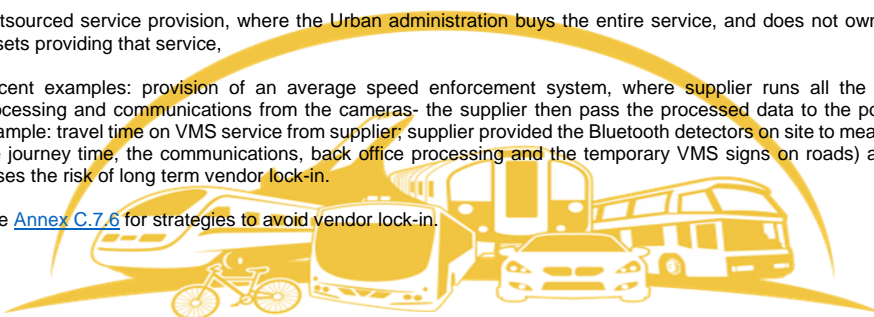 tsourced service provision, where the Urban administration buys the entire service, and does not own
sets providing that service,
cent examples: provision of an average speed enforcement system, where supplier runs all the
ocessing and communications from the cameras- the supplier then pass the processed data to the po
ample: travel time on VMS service from supplier; supplier provided the Bluetooth detectors on site to mea
e journey time, the communications, back office processing and the temporary VMS signs on roads) a
ses the risk of long term vendor lock-in.
e Annex C.7.6 for strategies to avoid vendor lock-in.